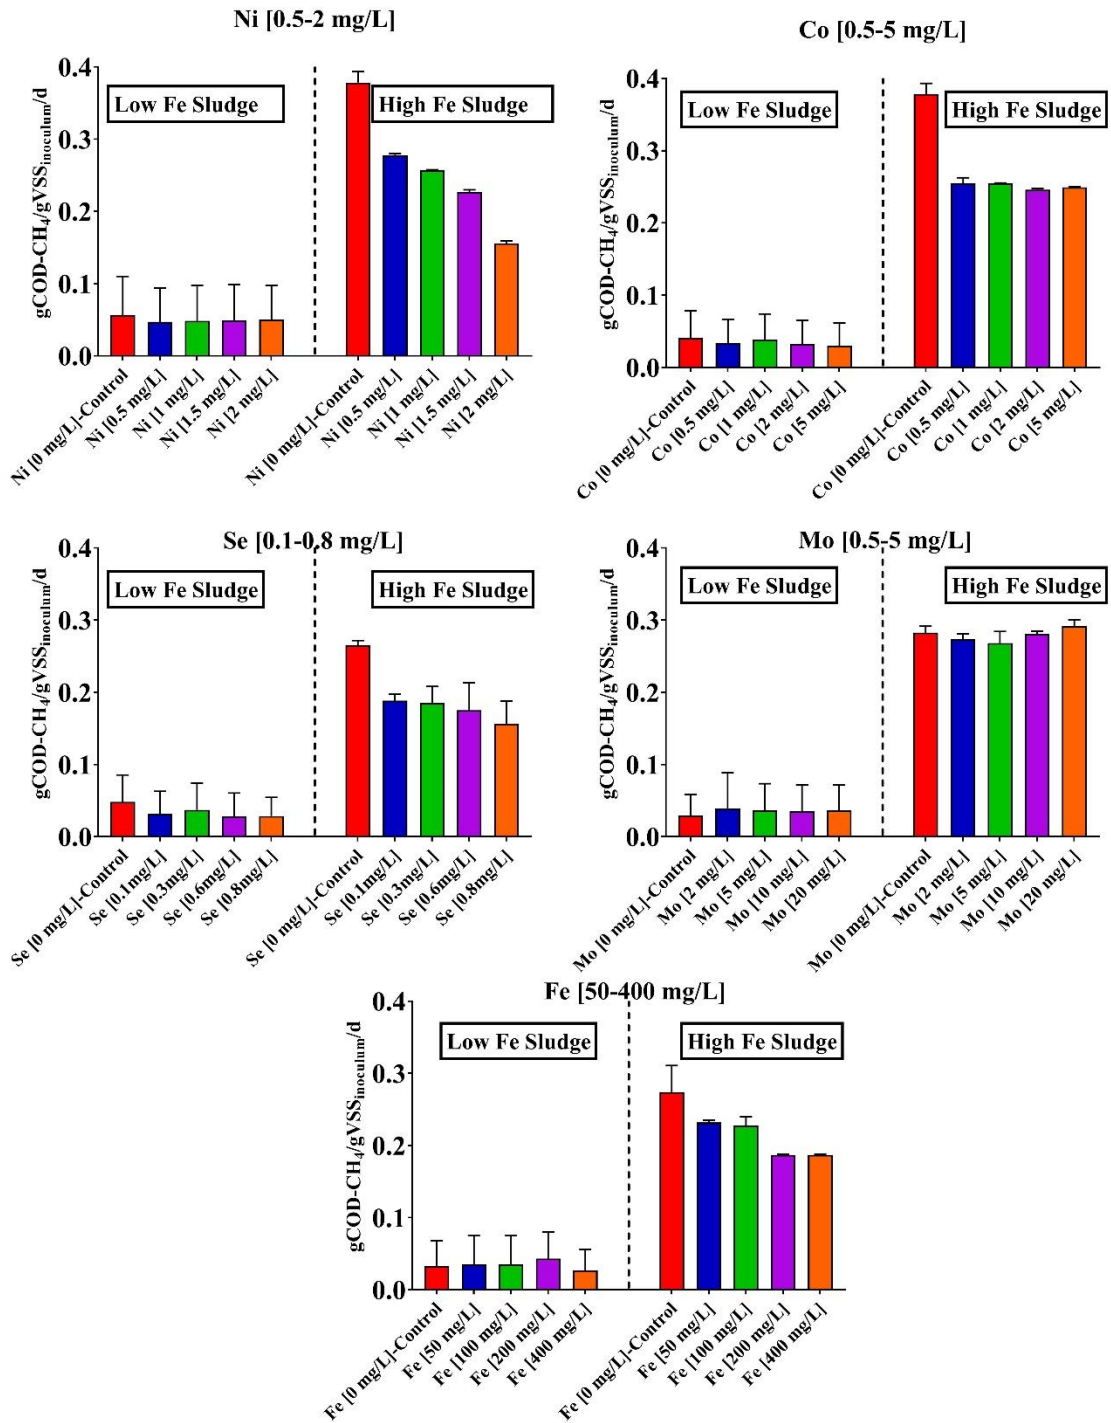 Ni [0.5-2 mg/L]
gCOD-CH4/gVSSinoculum/d
0.4
0.3
0.2
0.1
0.0
Low Fe Sludge
High Fe Sludge
Ni [0 mg/L]-Control
Ni [0.5 mg/L]
Ni [1 mg/L]
Ni [1.5 mg/L]
Ni [2 mg/L]
Ni [0 mg/L]-Control
Ni [0.5 mg/L]
Ni [1 mg/L]
Ni [1.5 mg/L]
Ni [2 mg/L]
Co [0.5-5 mg/L]
gCOD-CH4/gVSSinoculum/d
0.4
0.3
0.2
0.1
0.0
Low Fe Sludge
High Fe Sludge
Co [0 mg/L]-Control
Co [0.5 mg/L]
Co [1 mg/L]
Co [2 mg/L]
Co [5 mg/L]
Co [0 mg/L]-Control
Co [0.5 mg/L]
Co [1 mg/L]
Co [2 mg/L]
Co [5 mg/L]
Se [0.1-0.8 mg/L]
gCOD-CH4/gVSSinoculum/d
0.4
0.3
0.2
0.1
0.0
Low Fe Sludge
High Fe Sludge
Se [0 mg/L]-Control
Se [0.1mg/L]
Se [0.3mg/L]
Se [0.6mg/L]
Se [0.8mg/L]
Se [0 mg/L]-Control
Se [0.1mg/L]
Se [0.3mg/L]
Se [0.6mg/L]
Se [0.8mg/L]
Mo [0.5-5 mg/L]
gCOD-CH4/gVSSinoculum/d
0.4
0.3
0.2
0.1
0.0
Low Fe Sludge
High Fe Sludge
Mo [0 mg/L]-Control
Mo [2 mg/L]
Mo [5 mg/L]
Mo [10 mg/L]
Mo [20 mg/L]
Mo [0 mg/L]-Control
Mo [2 mg/L]
Mo [5 mg/L]
Mo [10 mg/L]
Mo [20 mg/L]
Fe [50-400 mg/L]
gCOD-CH4/gVSSinoculum/d
0.4
0.3
0.2
0.1
0.0
Low Fe Sludge
High Fe Sludge
Fe [0 mg/L]-Control
Fe [50 mg/L]
Fe [100 mg/L]
Fe [200 mg/L]
Fe [400 mg/L]
Fe [0 mg/L]-Control
Fe [50 mg/L]
Fe [100 mg/L]
Fe [200 mg/L]
Fe [400 mg/L]